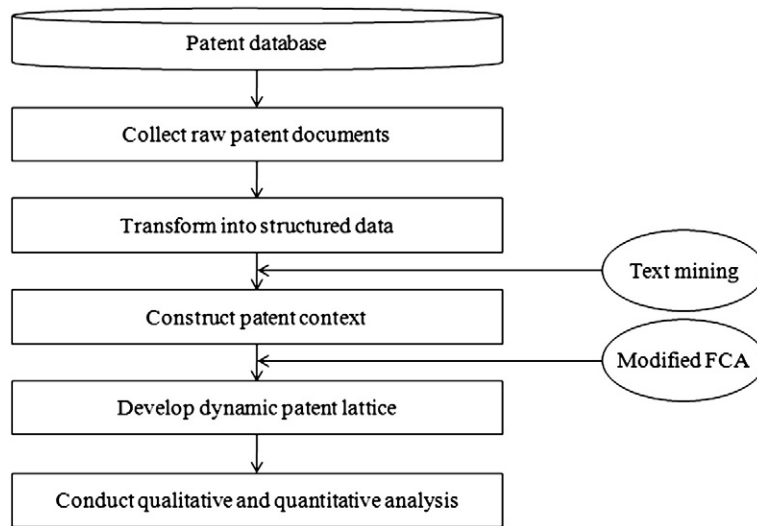 Patent database
Collect raw patent documents
Transform into structured data
Text mining
Construct patent context
Modified FCA
Develop dynamic patent lattice
Conduct qualitative and quantitative analysis